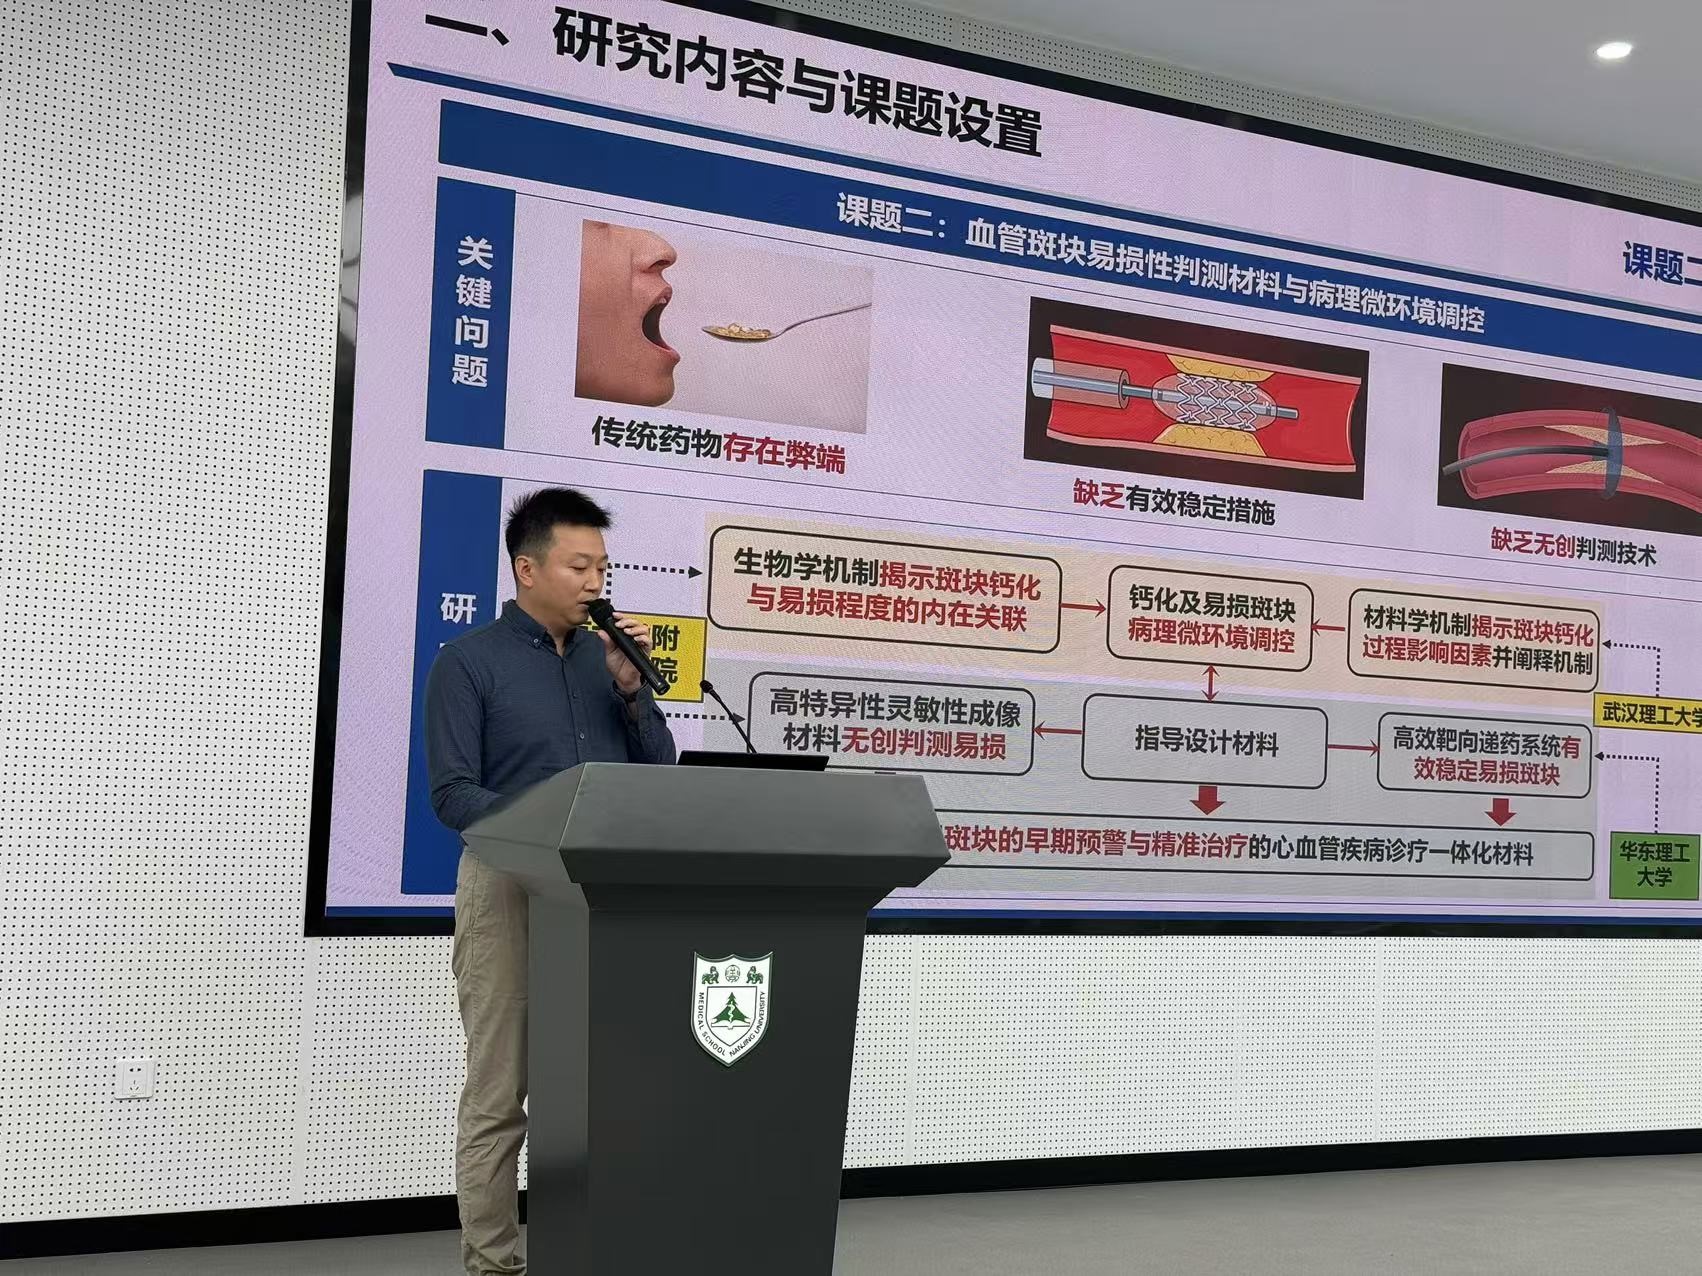 一、研究内容与课题设置
课题二：血管斑块易损性判测材料与病理微环境调控
课题二
关键问题
传统药物存在弊端
缺乏有效稳定措施
缺乏无创判测技术
研
附
院
生物学机制揭示斑块钙化
与易损程度的内在关联
钙化及易损斑块
病理微环境调控
材料学机制揭示斑块钙化
过程影响因素并阐释机制
武汉理工大学
高特异性灵敏性成像
材料无创判测易损
指导设计材料
高效靶向递药系统有
效稳定易损斑块
斑块的早期预警与精准治疗的心血管疾病诊疗一体化材料
华东理工
大学
MEDICAL SCHOOL NANJING UNIVERSITY